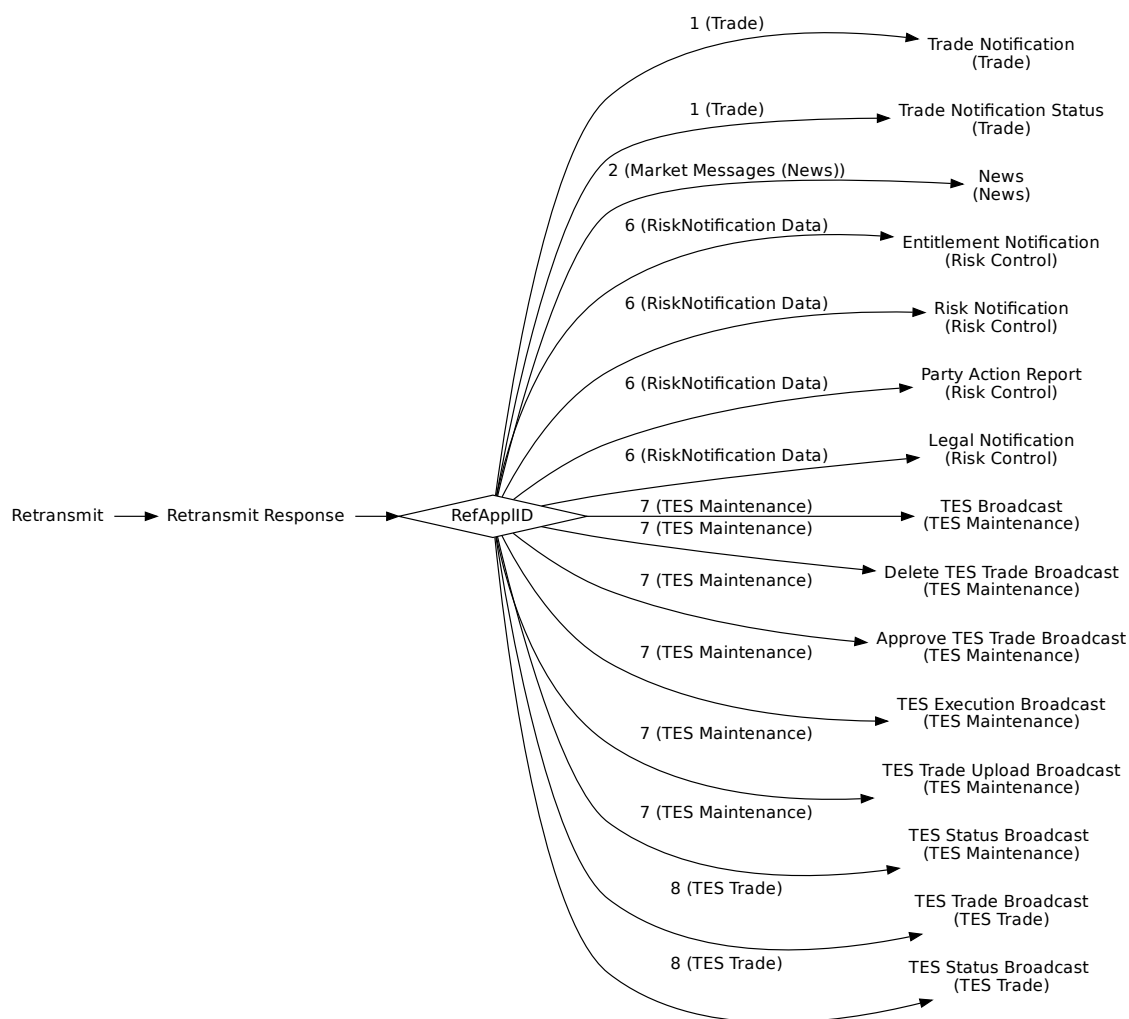 1 (Trade)
Trade Notification
(Trade)
1 (Trade)
Trade Notification Status
(Trade)
2 (Market Messages (News))
News
(News)
6 (RiskNotification Data)
Entitlement Notification
(Risk Control)
6 (RiskNotification Data)
Risk Notification
(Risk Control)
6 (RiskNotification Data)
Party Action Report
(Risk Control)
6 (RiskNotification Data)
Legal Notification
(Risk Control)
Retransmit
Retransmit Response
RefApplID
7 (TES Maintenance)
TES Broadcast
(TES Maintenance)
7 (TES Maintenance)
Delete TES Trade Broadcast
(TES Maintenance)
7 (TES Maintenance)
Approve TES Trade Broadcast
(TES Maintenance)
7 (TES Maintenance)
TES Execution Broadcast
(TES Maintenance)
7 (TES Maintenance)
TES Trade Upload Broadcast
(TES Maintenance)
7 (TES Maintenance)
TES Status Broadcast
(TES Maintenance)
8 (TES Trade)
TES Trade Broadcast
(TES Trade)
8 (TES Trade)
TES Status Broadcast
(TES Trade)